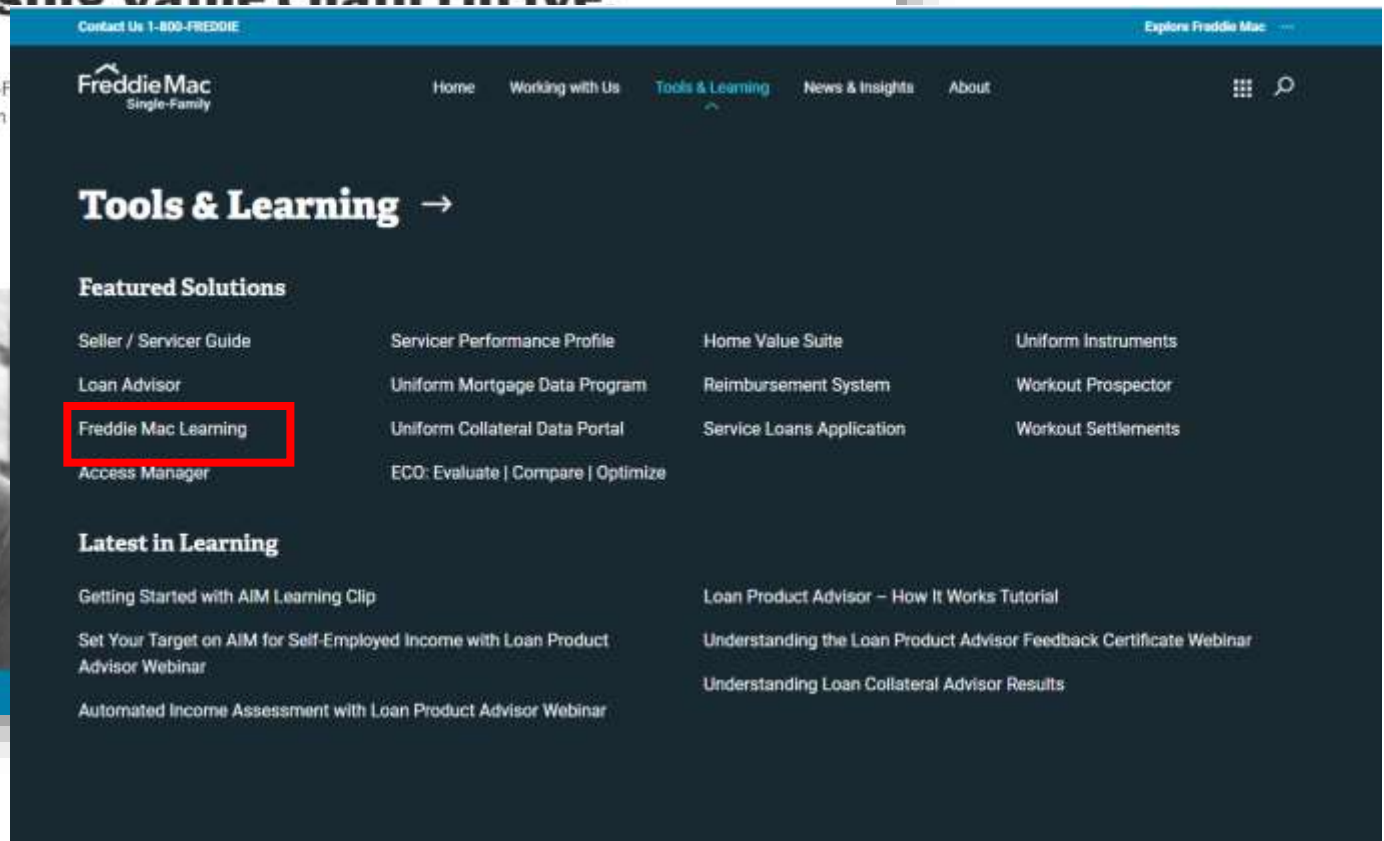 Contact Us 1-800-FREDDIE
Explore Freddie Mac
Freddie Mac
Single-Family
Home
Working with Us
Tools & Learning
News & Insights
About
Tools & Learning →
Featured Solutions
Seller / Servicer Guide
Servicer Performance Profile
Home Value Suite
Uniform Instruments
Loan Advisor
Uniform Mortgage Data Program
Reimbursement System
Workout Prospector
Freddie Mac Learning
Uniform Collateral Data Portal
Service Loans Application
Workout Settlements
Access Manager
ECO: Evaluate | Compare | Optimize
Latest in Learning
Getting Started with AIM Learning Clip
Set Your Target on AIM for Self-Employed Income with Loan Product
Advisor Webinar
Automated Income Assessment with Loan Product Advisor Webinar
Loan Product Advisor – How It Works Tutorial
Understanding the Loan Product Advisor Feedback Certificate Webinar
Understanding Loan Collateral Advisor Results